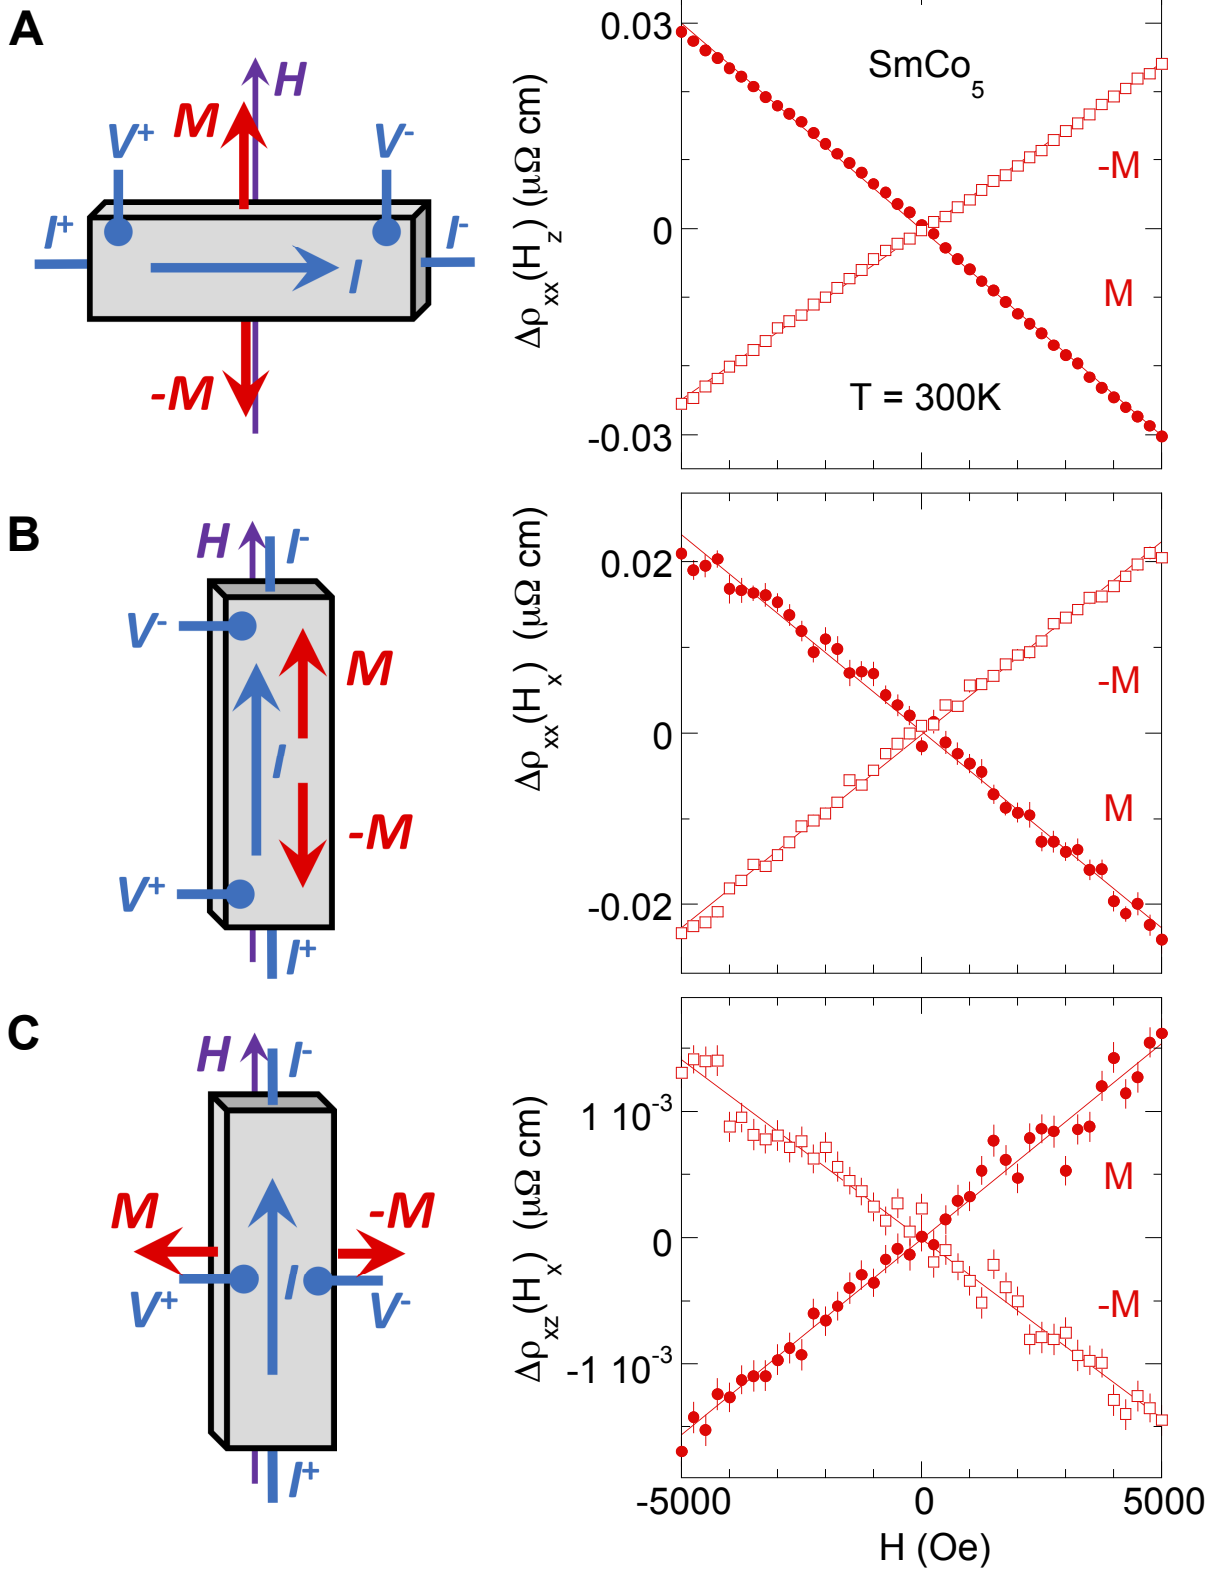 A
H
M
V+
V-
I+
I-
I
-M
Δρxx(Hz) (μΩ cm)
0.03
0
-0.03
SmCo5
-M
M
T = 300K
B
H
I-
V-
M
I
-M
V+
I+
Δρxx(Hx) (μΩ cm)
0.02
0
-0.02
-M
M
C
H
I-
M
-M
V+
I
V-
I+
Δρxz(Hx) (μΩ cm)
1 10-3
0
-1 10-3
M
-M
-5000
0
5000
H (Oe)